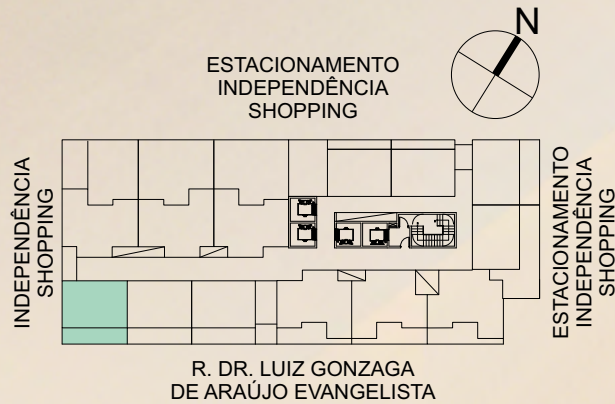 N
ESTACIONAMENTO
INDEPENDÊNCIA
SHOPPING
INDEPENDÊNCIA
SHOPPING
ESTACIONAMENTO
INDEPENDÊNCIA
SHOPPING
R. DR. LUIZ GONZAGA
DE ARAÚJO EVANGELISTA